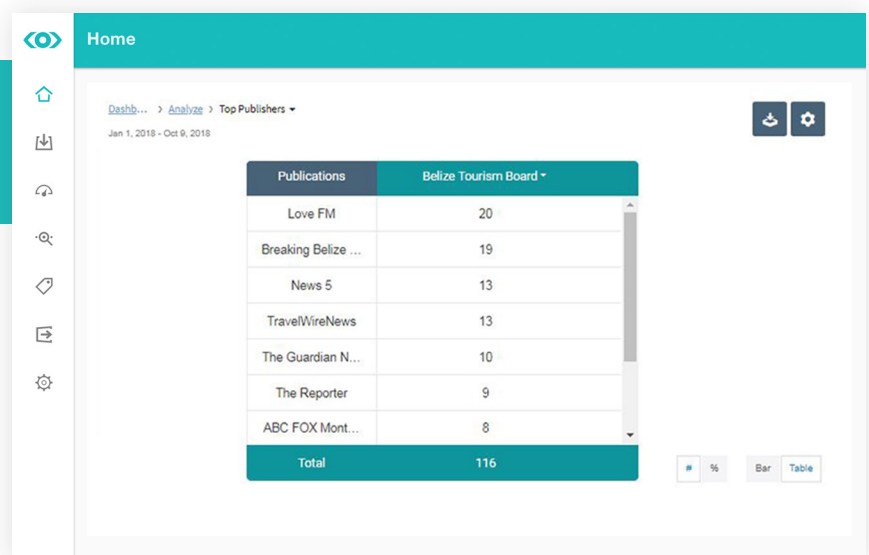 Home
Dashb... > Analyze > Top Publishers
Jan 1, 2018 - Oct 9, 2018
Publications Belize Tourism Board
Love FM 20
Breaking Belize ... 19
News 5 13
TravelWireNews 13
The Guardian N... 10
The Reporter 9
ABC FOX Mont... 8
Total 116
# % Bar Table